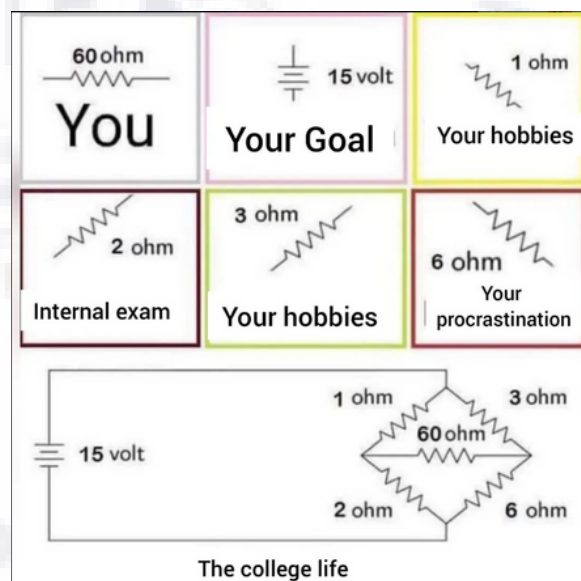 60 ohm
You
15 volt
Your Goal
1 ohm
Your hobbies
2 ohm
Internal exam
3 ohm
Your hobbies
6 ohm
Your
procrastination
1 ohm
3 ohm
60 ohm
15 volt
2 ohm
6 ohm
The college life